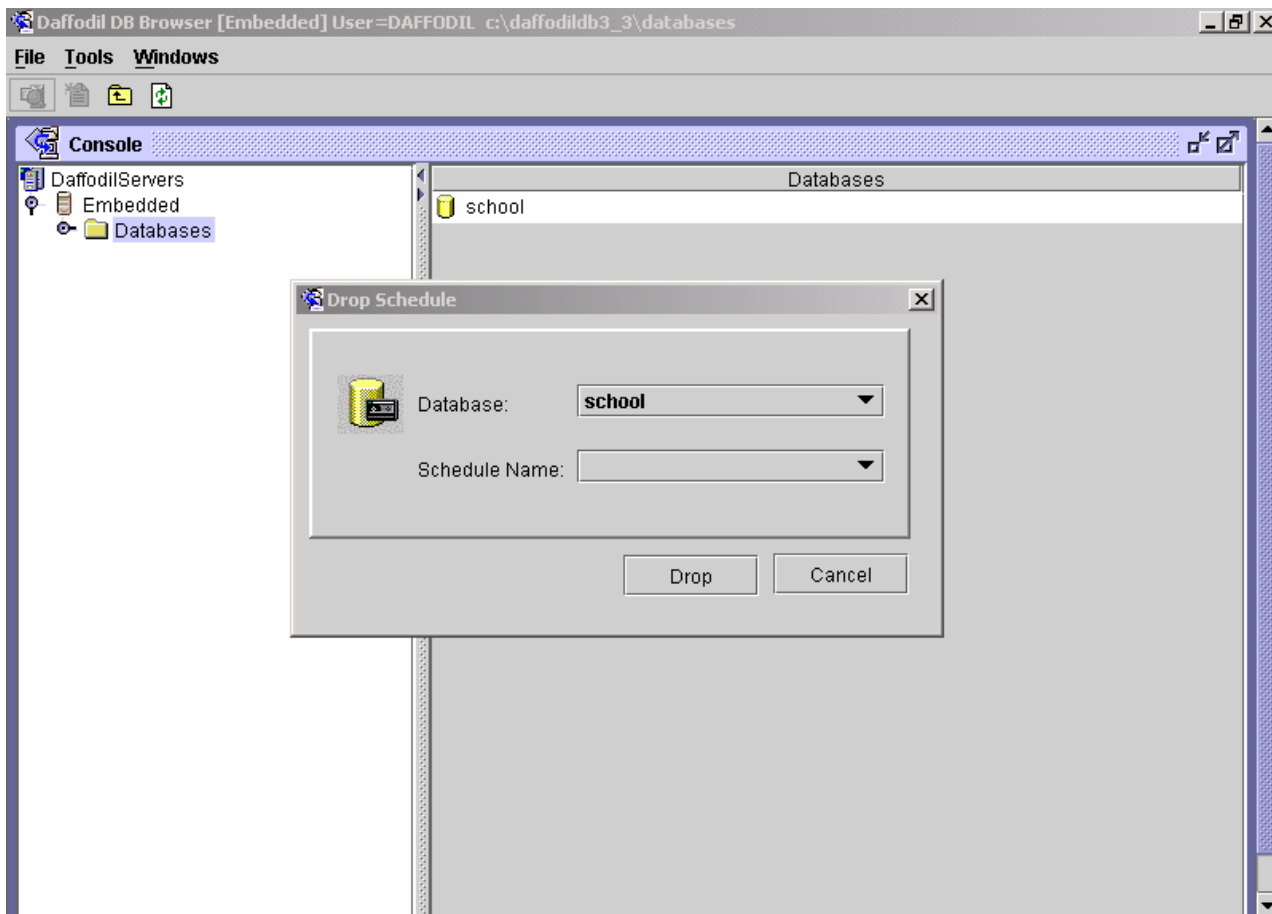 Daffodil DB Browser [Embedded] User=DAFFODIL c:\daffodildb3_3\databases
File Tools Windows
Console
DaffodilServers
Embedded
Databases
Databases
school
Drop Schedule
Database: school
Schedule Name:
Drop Cancel